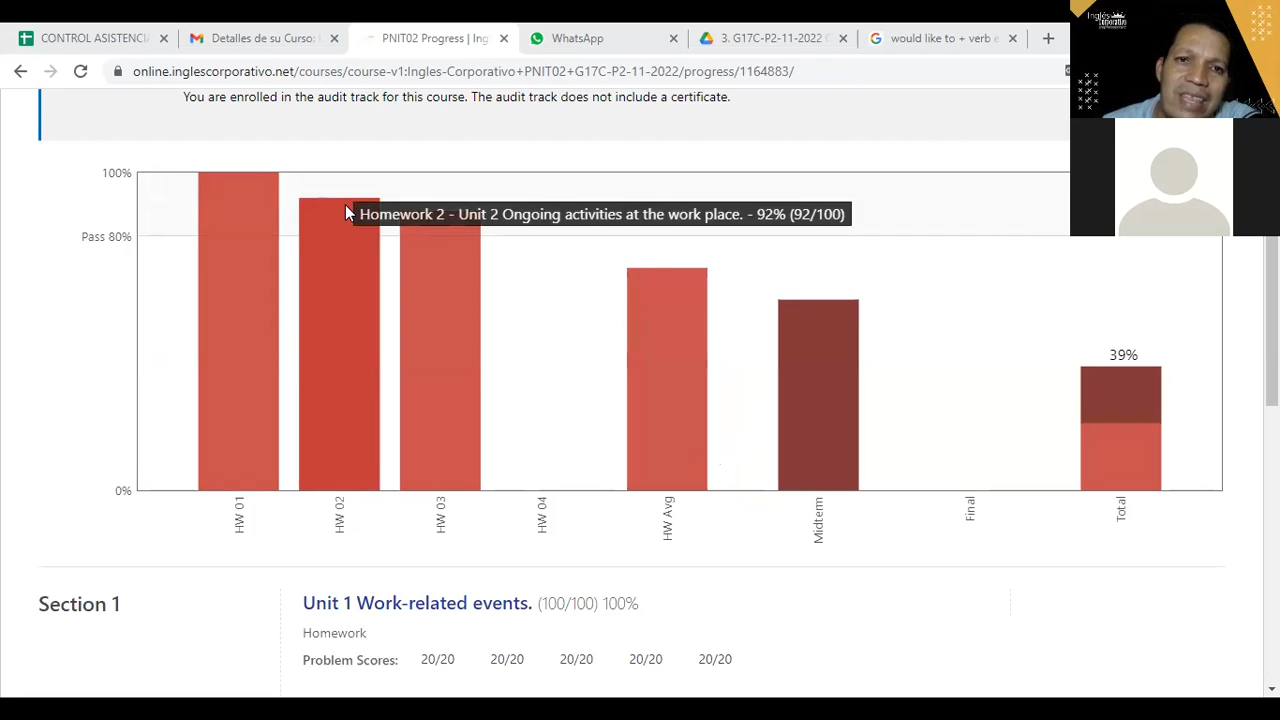 CONTROL ASISTENCIA
Detalles de su Curso:
PNIT02 Progress | Ing
WhatsApp
3. G17C-P2-11-2022
would like to + verb
online.inglescorporativo.net/courses/course-v1:Ingles-Corporativo+PNIT02+G17C-P2-11-2022/progress/1164883/
Inglés
Corporativo
You are enrolled in the audit track for this course. The audit track does not include a certificate.
100%
Pass 80%
0%
Homework 2 - Unit 2 Ongoing activities at the work place. - 92% (92/100)
39%
HW 01
HW 02
HW 03
HW 04
HW Avg
Midterm
Final
Total
Section 1
Unit 1 Work-related events. (100/100) 100%
Homework
Problem Scores: 20/20 20/20 20/20 20/20 20/20